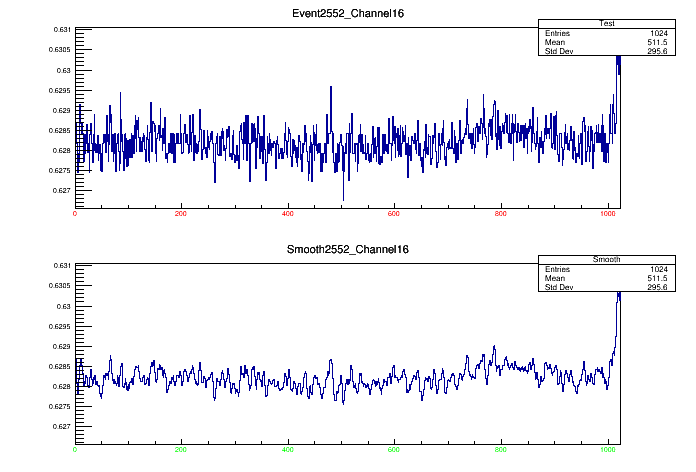 Event2552_Channel16
Test
Entries 1024
Mean 511.5
Std Dev 295.6
0.631
0.6305
0.63
0.6295
0.629
0.6285
0.628
0.6275
0.627
0 200 400 600 800 1000
Smooth2552_Channel16
Smooth
Entries 1024
Mean 511.5
Std Dev 295.6
0.631
0.6305
0.63
0.6295
0.629
0.6285
0.628
0.6275
0.627
0 200 400 600 800 1000